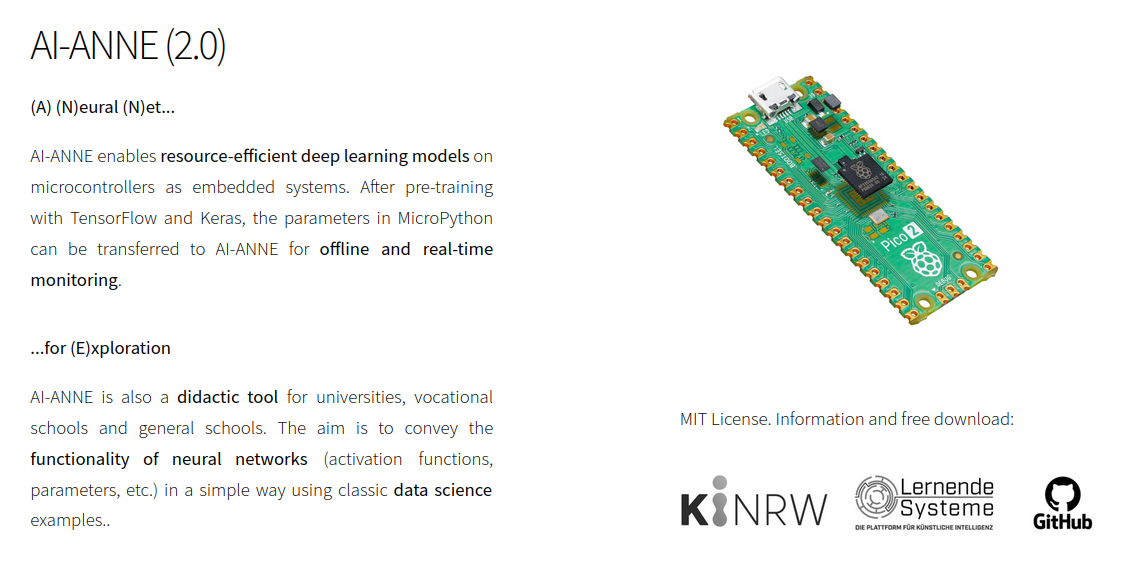 AI-ANNE (2.0)
(A) (N)eural (N)et...
AI-ANNE enables resource-efficient deep learning models on
microcontrollers as embedded systems. After pre-training
with TensorFlow and Keras, the parameters in MicroPython
can be transferred to AI-ANNE for offline and real-time
monitoring.
...for (E)xploration
AI-ANNE is also a didactic tool for universities, vocational
schools and general schools. The aim is to convey the
functionality of neural networks (activation functions,
parameters, etc.) in a simple way using classic data science
examples..
BOOTSEL
Pico 2
DEBUG
MIT License. Information and free download:
KiNRW
Lernende
Systeme
DIE PLATTFORM FÜR KÜNSTLICHE INTELLIGENZ
GitHub